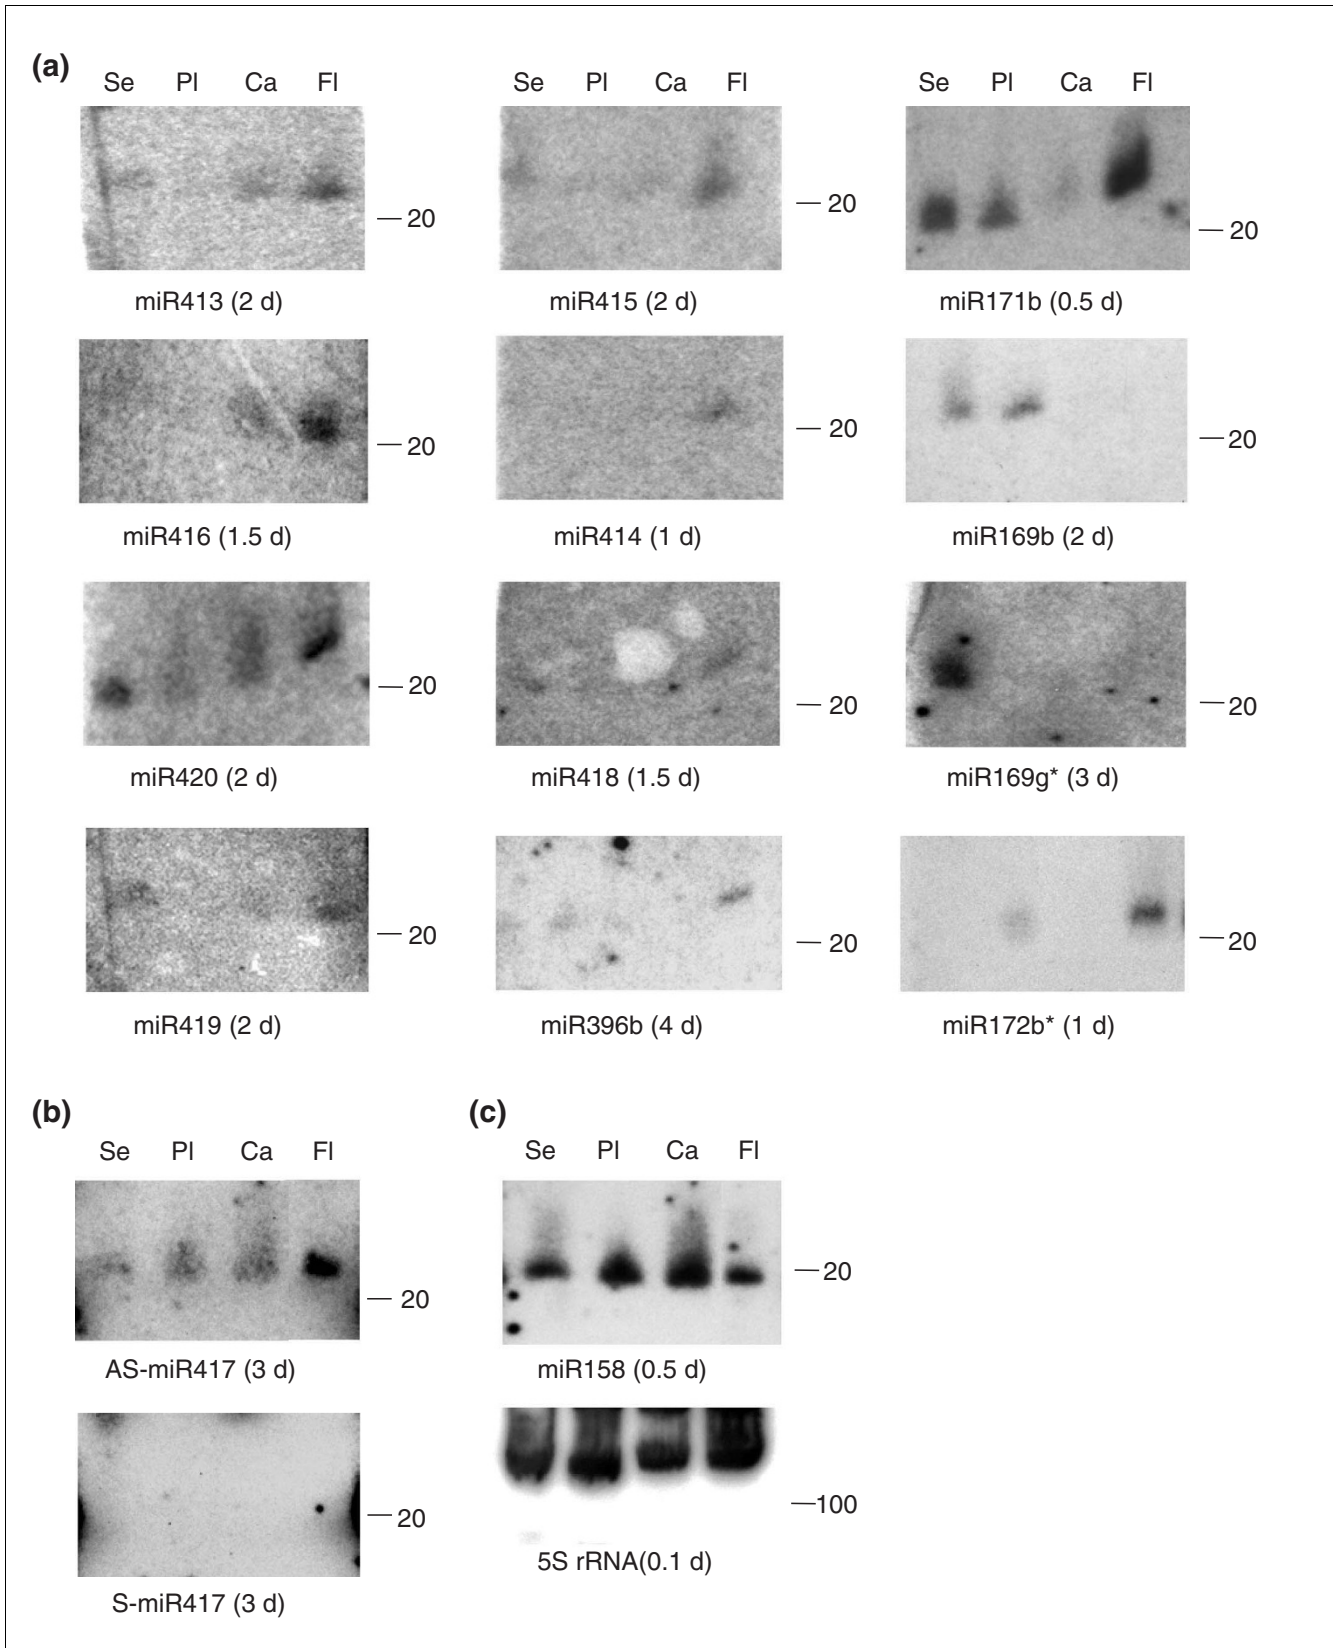 (a)
Se Pl Ca Fl
Se Pl Ca Fl
Se Pl Ca Fl
— 20
— 20
— 20
miR413 (2 d)
miR415 (2 d)
miR171b (0.5 d)
— 20
— 20
— 20
miR416 (1.5 d)
miR414 (1 d)
miR169b (2 d)
— 20
— 20
— 20
miR420 (2 d)
miR418 (1.5 d)
miR169g* (3 d)
— 20
— 20
— 20
miR419 (2 d)
miR396b (4 d)
miR172b* (1 d)
(b)
Se Pl Ca Fl
— 20
AS-miR417 (3 d)
— 20
S-miR417 (3 d)
(c)
Se Pl Ca Fl
— 20
miR158 (0.5 d)
—100
5S rRNA(0.1 d)